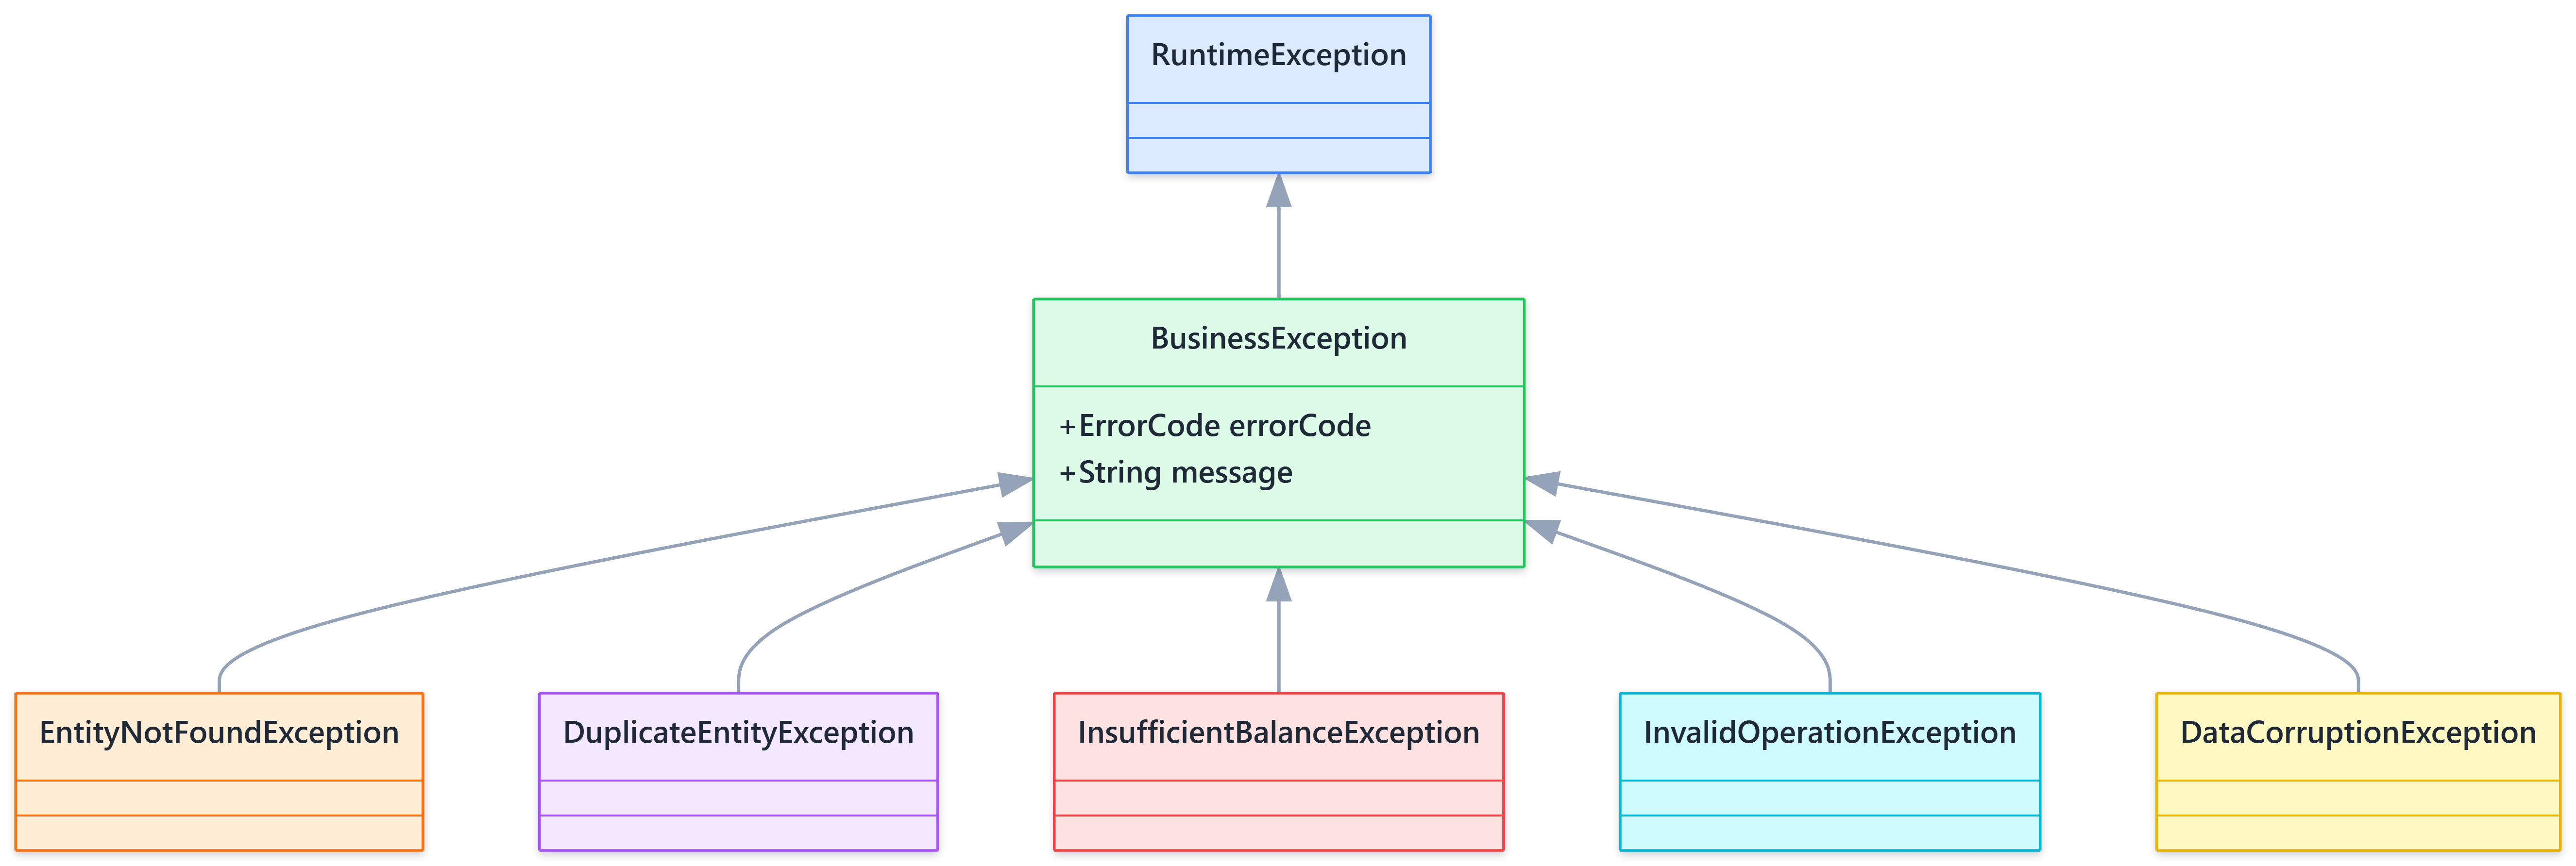 RuntimeException
BusinessException
+ErrorCode errorCode
+String message
EntityNotFoundException
DuplicateEntityException
InsufficientBalanceException
InvalidOperationException
DataCorruptionException